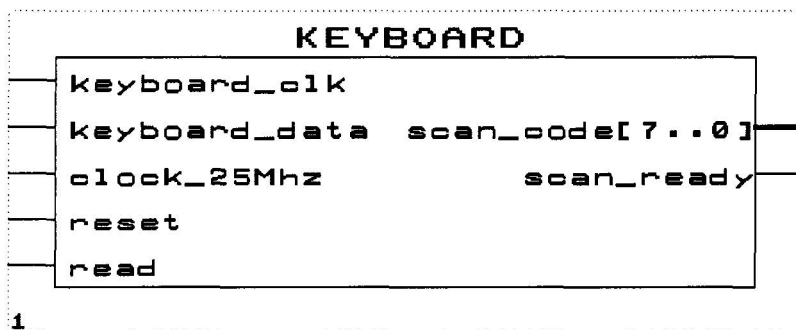 KEYBOARD
keyboard_clk
keyboard_data scan_code[7..0]
clock_25Mhz scan_ready
reset
read
1